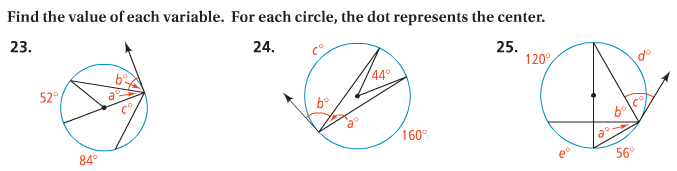 Find the value of each variable. For each circle, the dot represents the center.
23.
52°
b°
a°
c°
84°
24.
c°
44°
b°
a°
160°
25.
120°
d°
c°
b°
a°
e°
56°